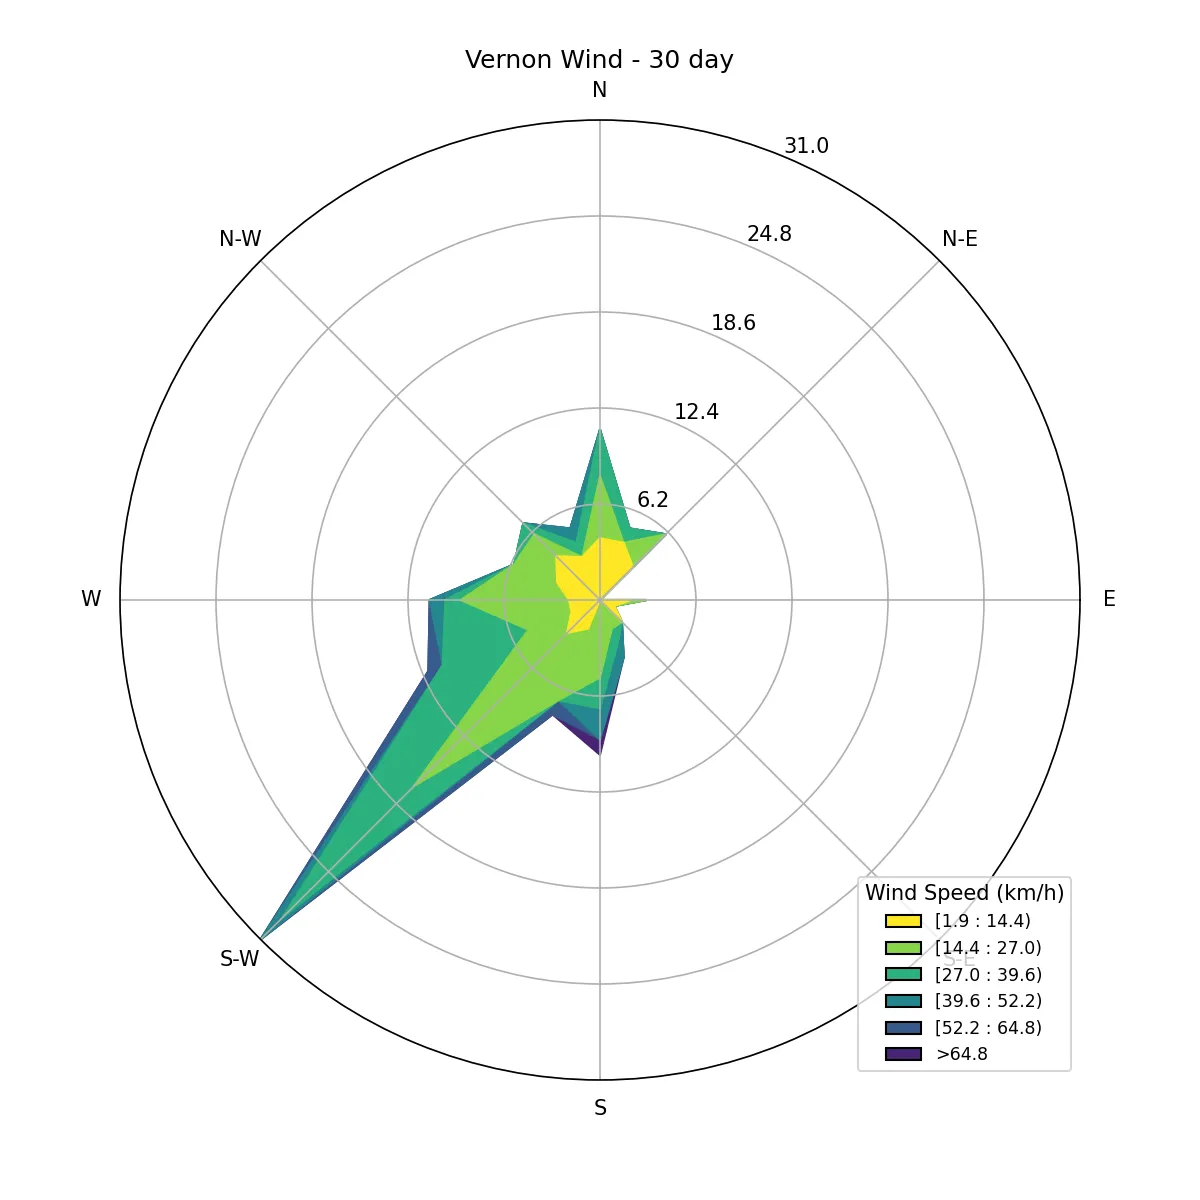 Vernon Wind - 30 day
N
31.0
N-W
24.8
N-E
18.6
12.4
6.2
W
E
S-W
S-E
S
Wind Speed (km/h)
[1.9 : 14.4)
[14.4 : 27.0)
[27.0 : 39.6)
[39.6 : 52.2)
[52.2 : 64.8)
>64.8